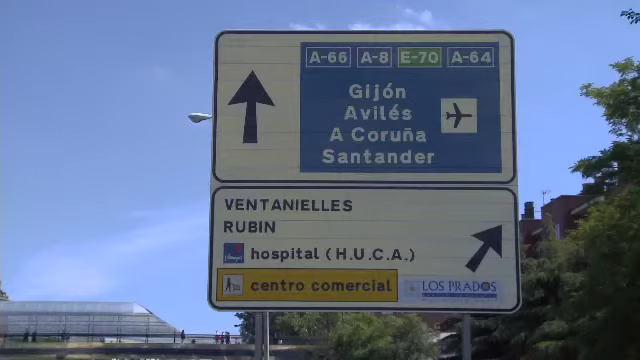 A-66 A-8 E-70 A-64
Gijón
Avilés
A Coruña
Santander
VENTANIELLES
RUBIN
hospital (H.U.C.A.)
centro comercial LOS PRADOS